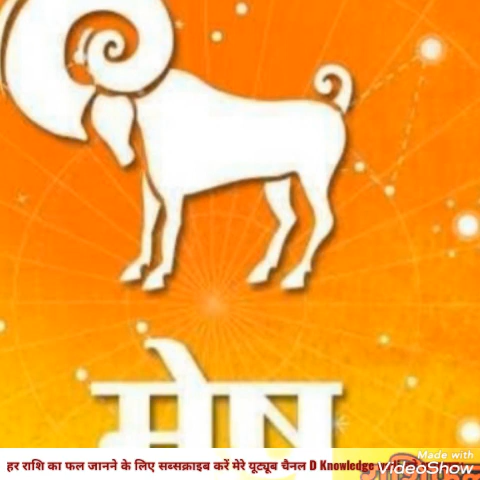 मेष
हर राशि का फल जानने के लिए सब्सक्राइब करें मेरे यूट्यूब चैनल D Knowledge
Made with
VideoShow